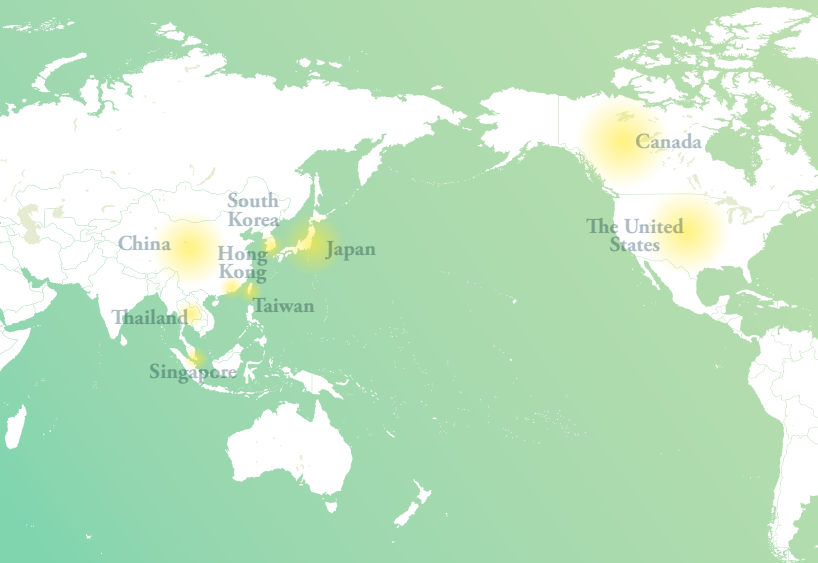 Canada
South
Korea
The United
States
China
Hong
Kong
Japan
Taiwan
Thailand
Singapore